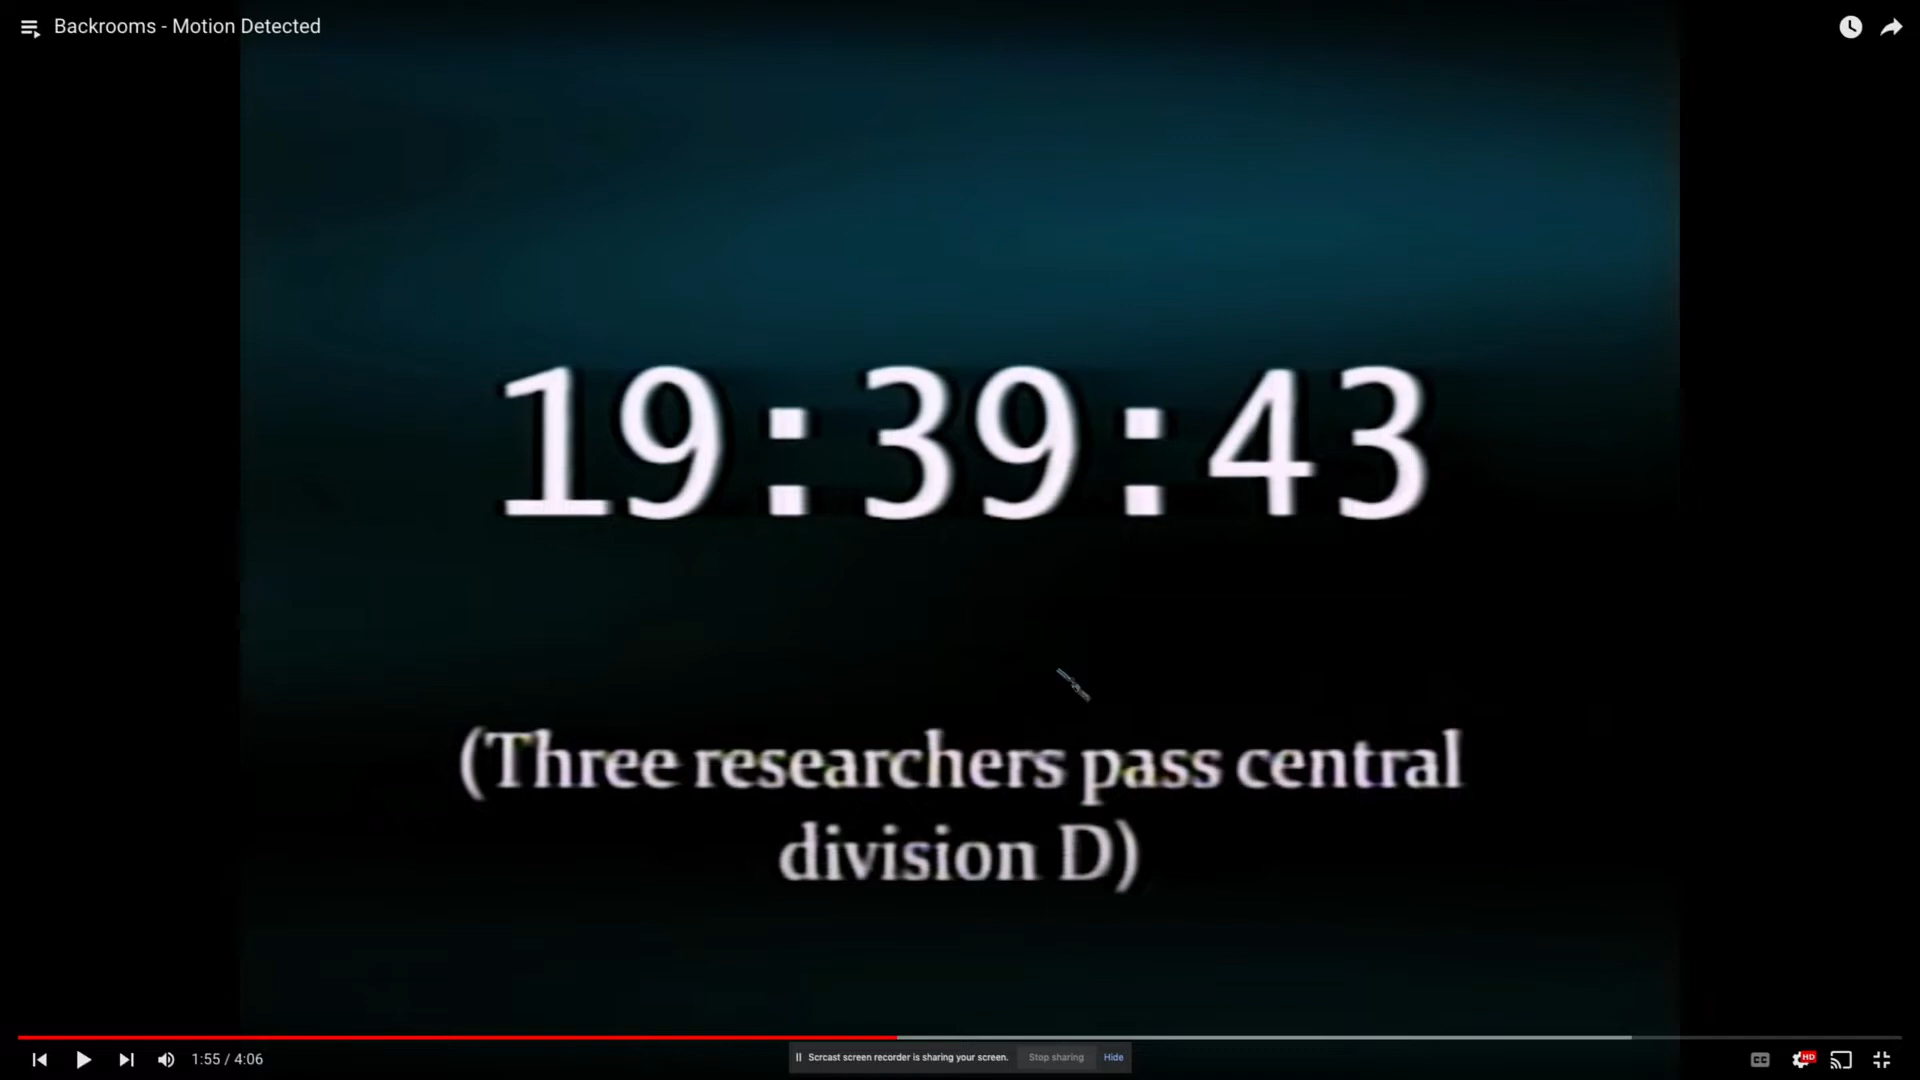 Backrooms - Motion Detected
19:39:43
(Three researchers pass central
division D)
1:55 / 4:06
Scrcast screen recorder is sharing your screen.
Stop sharing
Hide
CC
HD